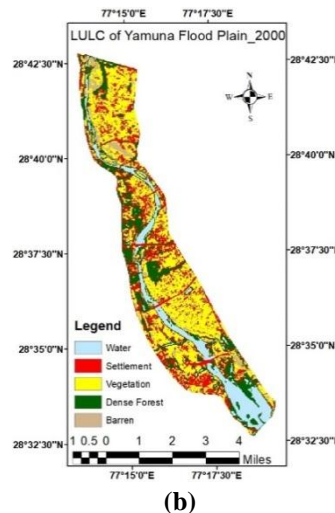 77°15'0"E 77°17'30"E
LULC of Yamuna Flood Plain_2000
28°42'30"N 28°42'30"N
N
W E
S
28°40'0"N 28°40'0"N
28°37'30"N 28°37'30"N
Legend
Water
28°35'0"N 28°35'0"N
Settlement
Vegetation
Dense Forest
Barren
28°32'30"N 28°32'30"N
1 0.5 0 1 2 3 4
Miles
77°15'0"E 77°17'30"E
(b)